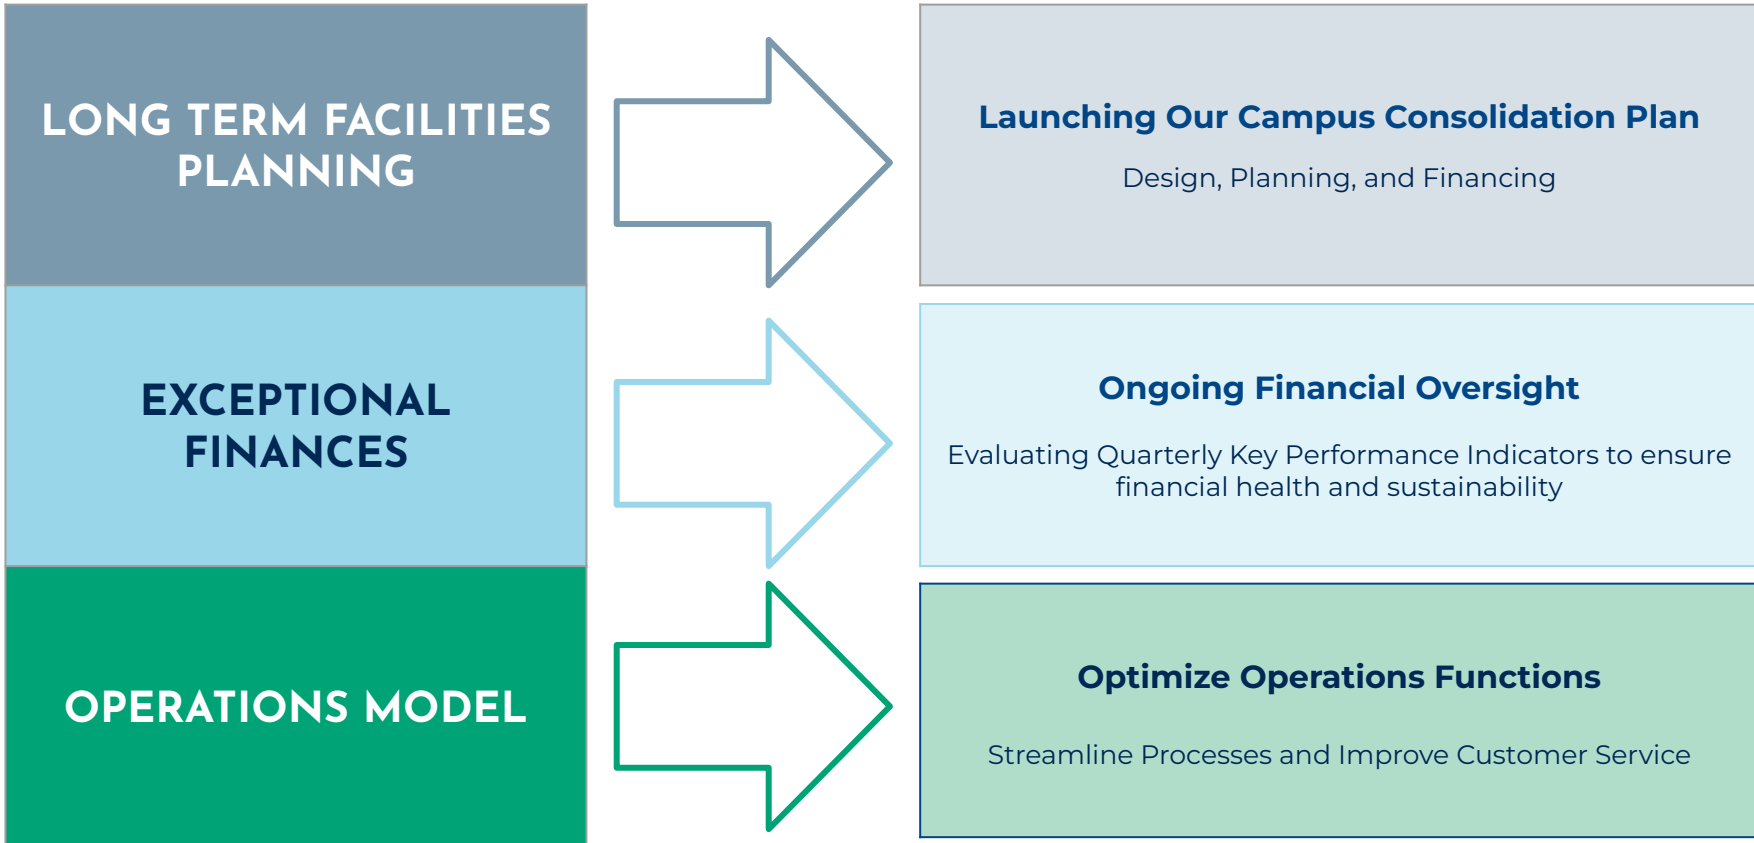 LONG TERM FACILITIES
PLANNING
Launching Our Campus Consolidation Plan
Design, Planning, and Financing
EXCEPTIONAL
FINANCES
Ongoing Financial Oversight
Evaluating Quarterly Key Performance Indicators to ensure
financial health and sustainability
OPERATIONS MODEL
Optimize Operations Functions
Streamline Processes and Improve Customer Service